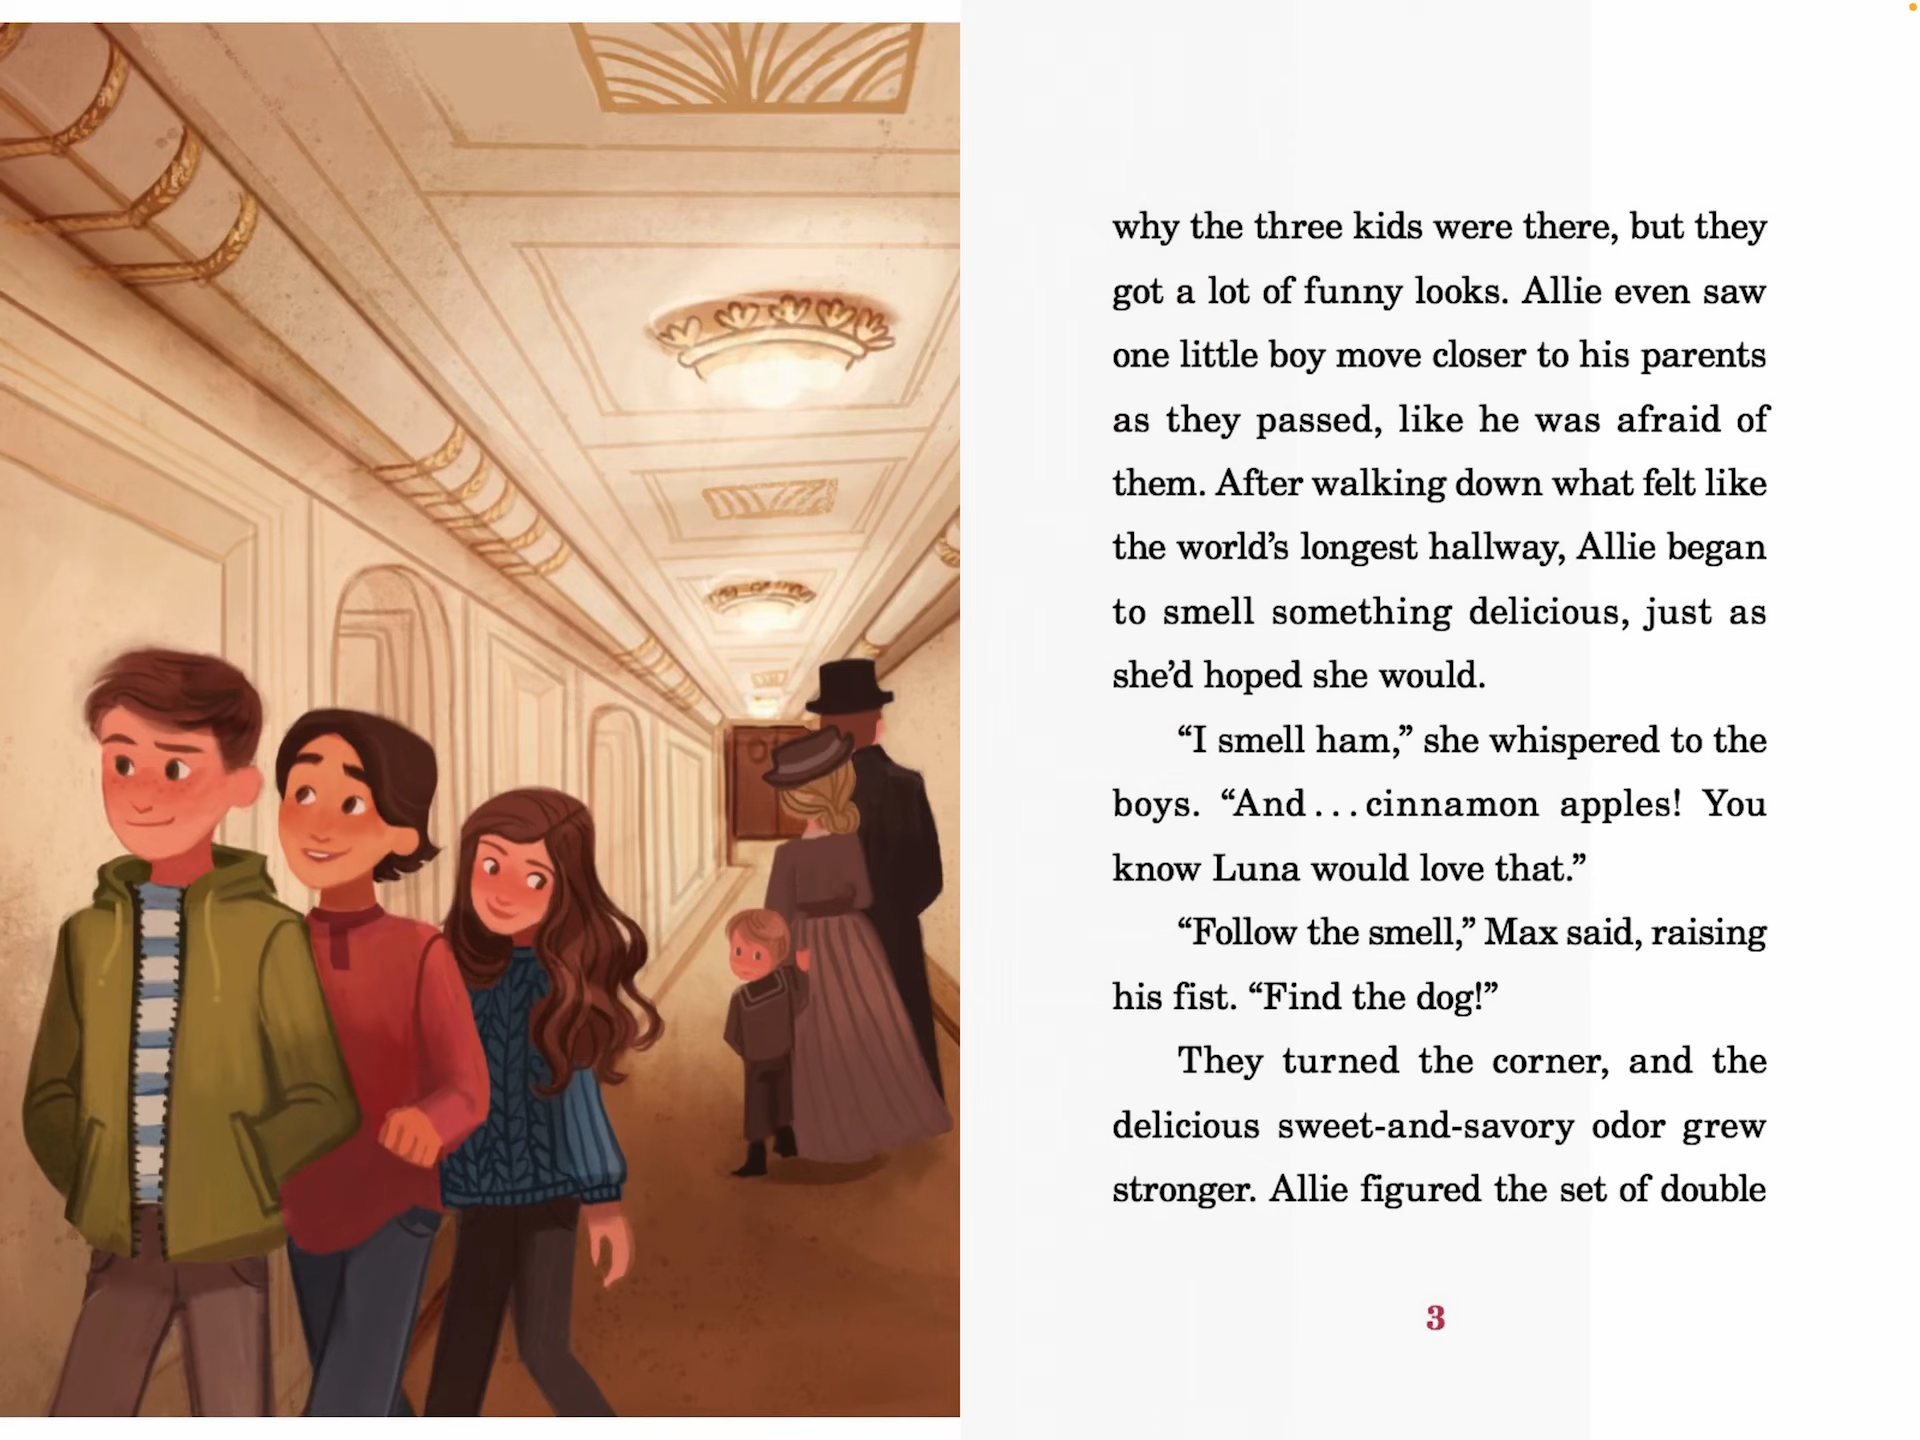 why the three kids were there, but they
got a lot of funny looks. Allie even saw
one little boy move closer to his parents
as they passed, like he was afraid of
them. After walking down what felt like
the world’s longest hallway, Allie began
to smell something delicious, just as
she’d hoped she would.
“I smell ham,” she whispered to the
boys. “And . . . cinnamon apples! You
know Luna would love that.”
“Follow the smell,” Max said, raising
his fist. “Find the dog!”
They turned the corner, and the
delicious sweet-and-savory odor grew
stronger. Allie figured the set of double
3